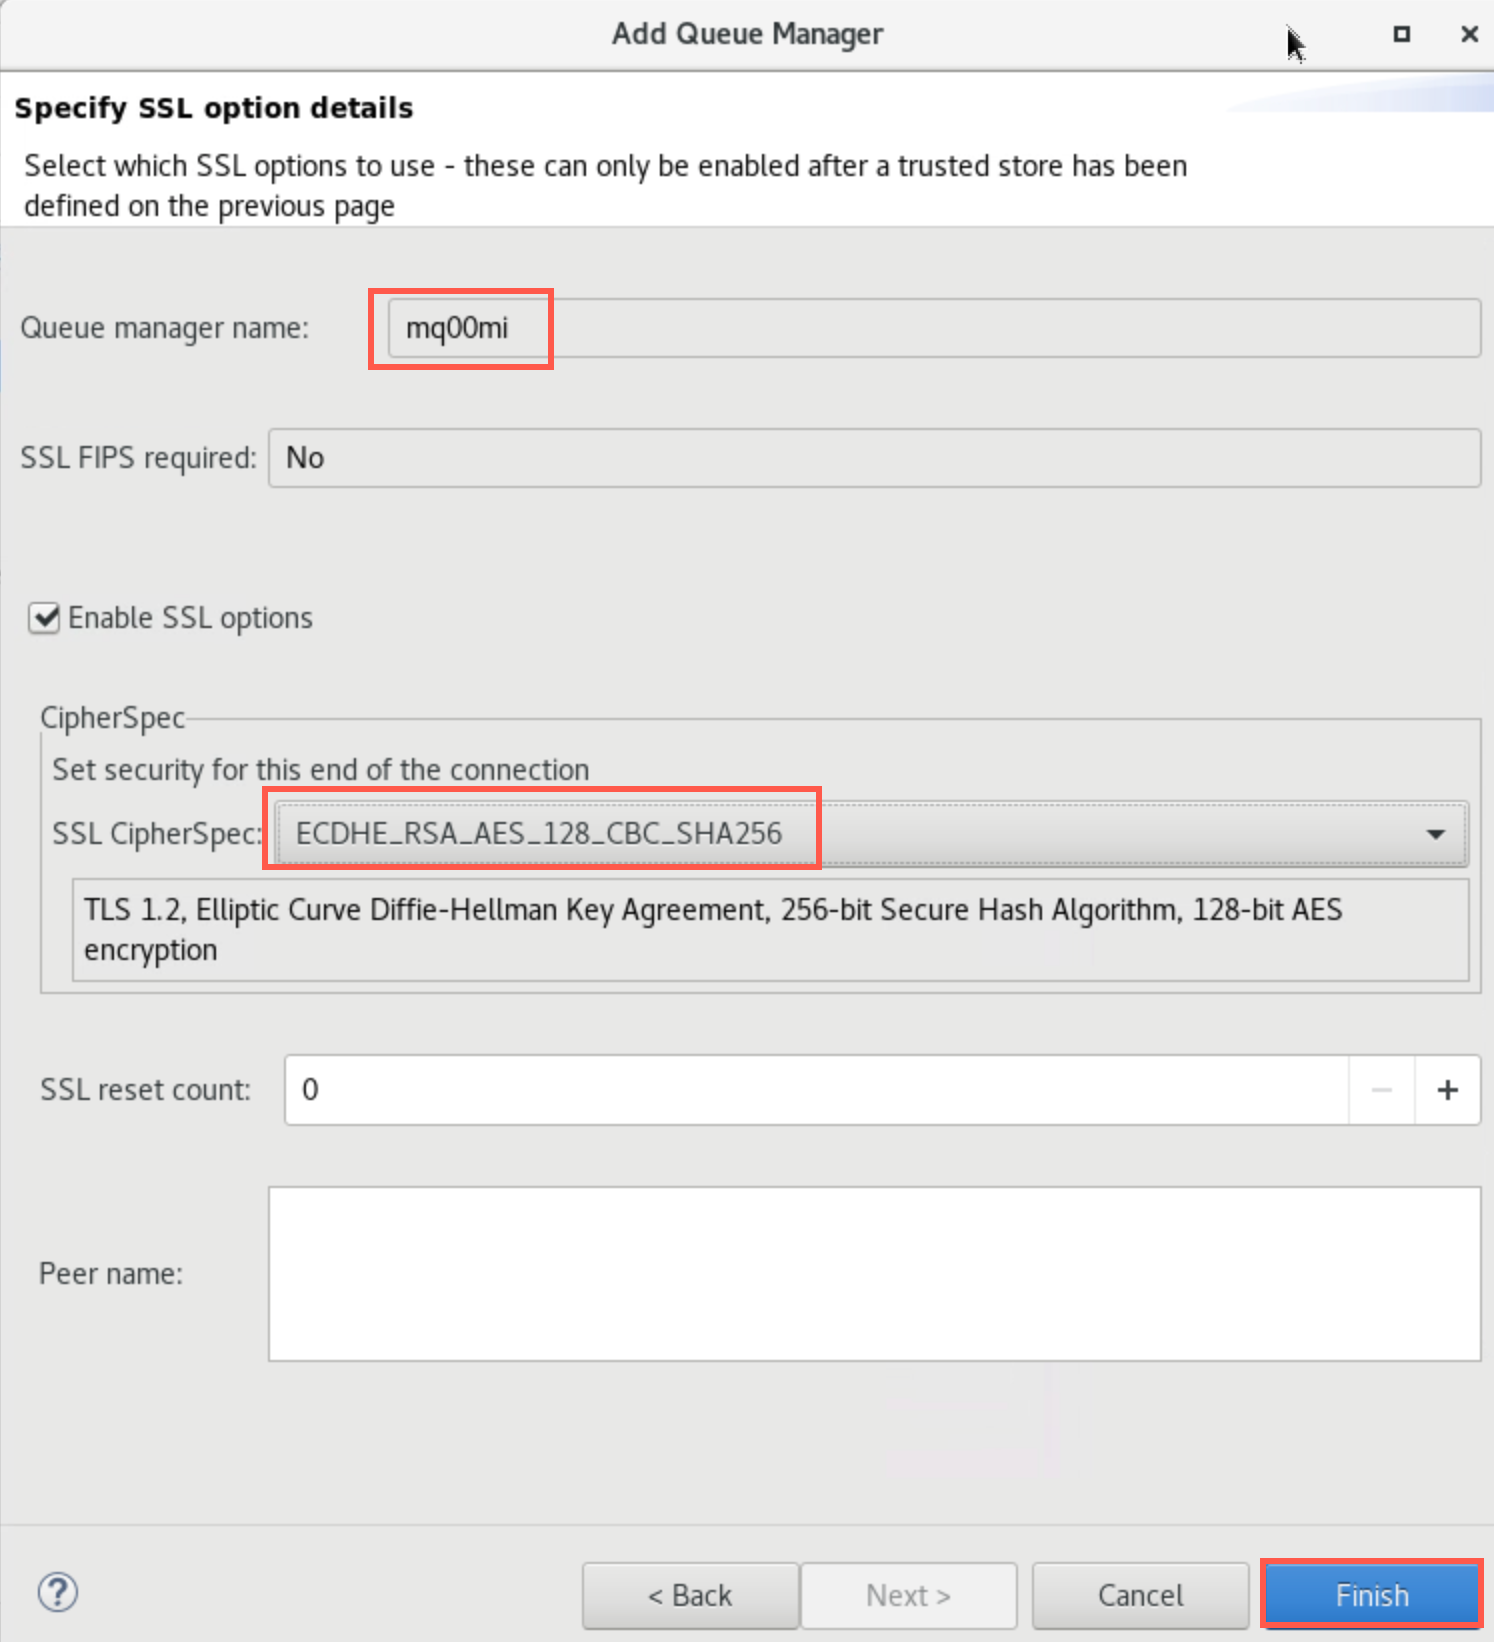 Add Queue Manager
Specify SSL option details
Select which SSL options to use - these can only be enabled after a trusted store has been
defined on the previous page
Queue manager name: mq00mi
SSL FIPS required: No
Enable SSL options
CipherSpec
Set security for this end of the connection
SSL CipherSpec: ECDHE_RSA_AES_128_CBC_SHA256
TLS 1.2, Elliptic Curve Diffie-Hellman Key Agreement, 256-bit Secure Hash Algorithm, 128-bit AES
encryption
SSL reset count: 0
Peer name:
? < Back Next > Cancel Finish